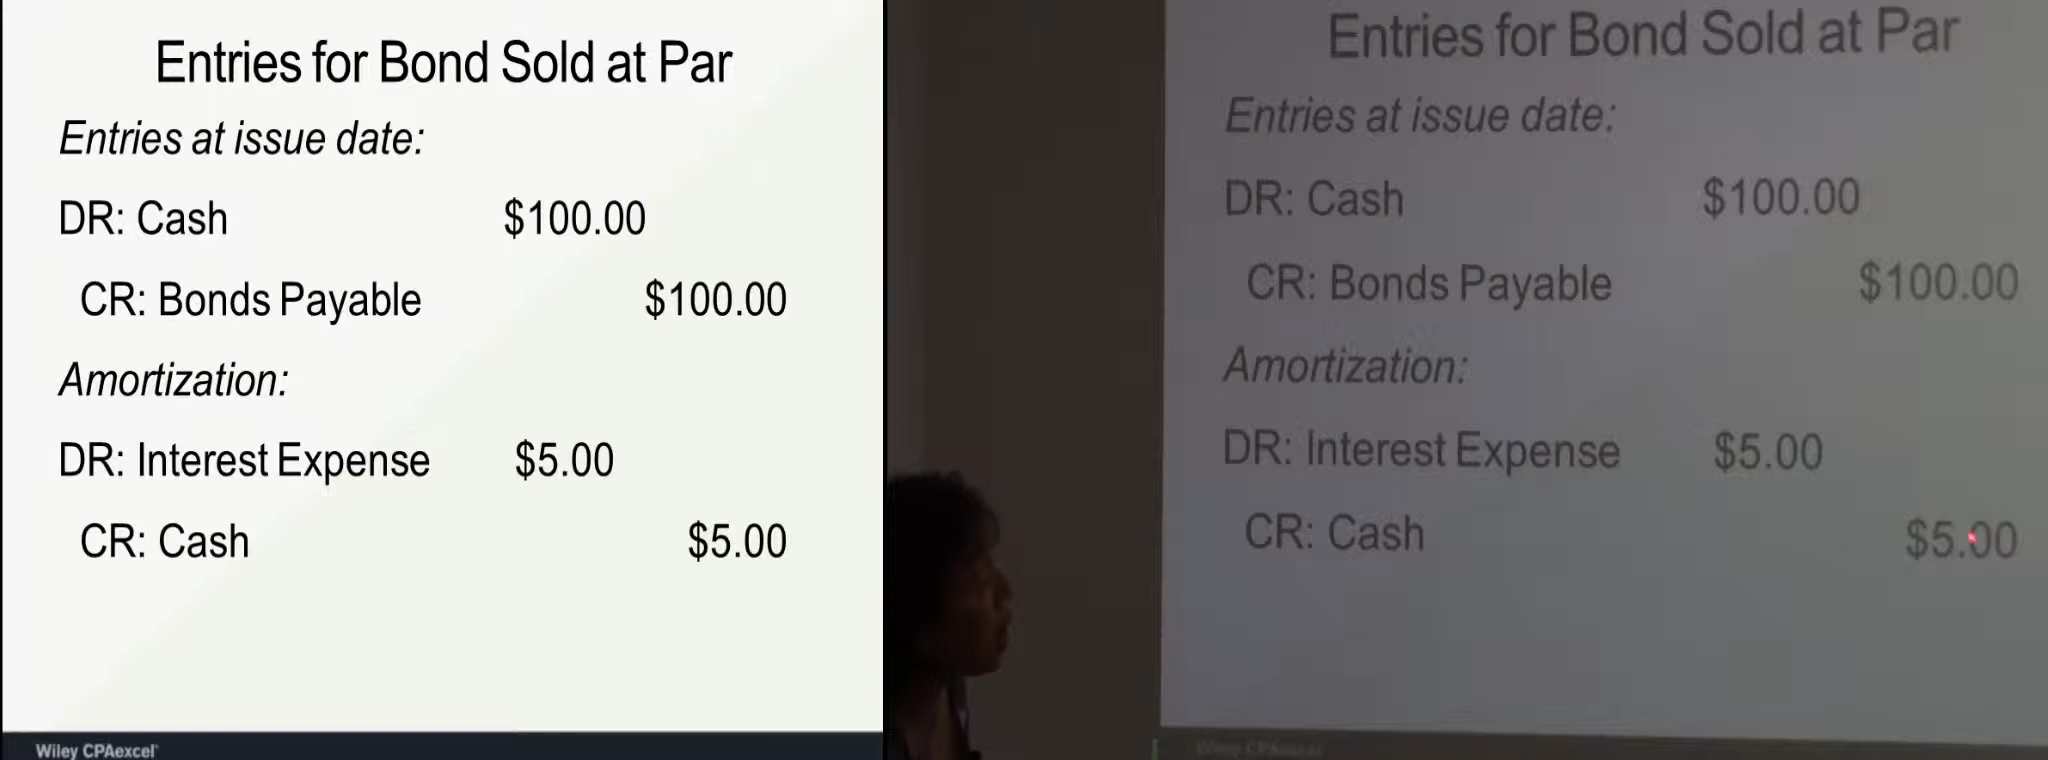 Entries for Bond Sold at Par
Entries at issue date:
DR: Cash $100.00
CR: Bonds Payable $100.00
Amortization:
DR: Interest Expense $5.00
CR: Cash $5.00
Wiley CPAexcel
Entries for Bond Sold at Par
Entries at issue date:
DR: Cash $100.00
CR: Bonds Payable $100.00
Amortization:
DR: Interest Expense $5.00
CR: Cash $5.00
Wiley CPAexcel